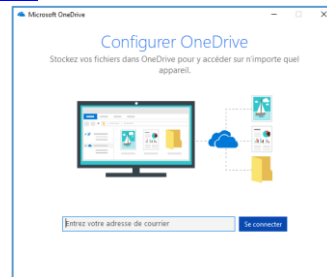 Microsoft OneDrive
Configurer OneDrive
Stockez vos fichiers dans OneDrive pour y accéder sur n'importe quel
appareil.
Entrez votre adresse de courrier
Se connecter